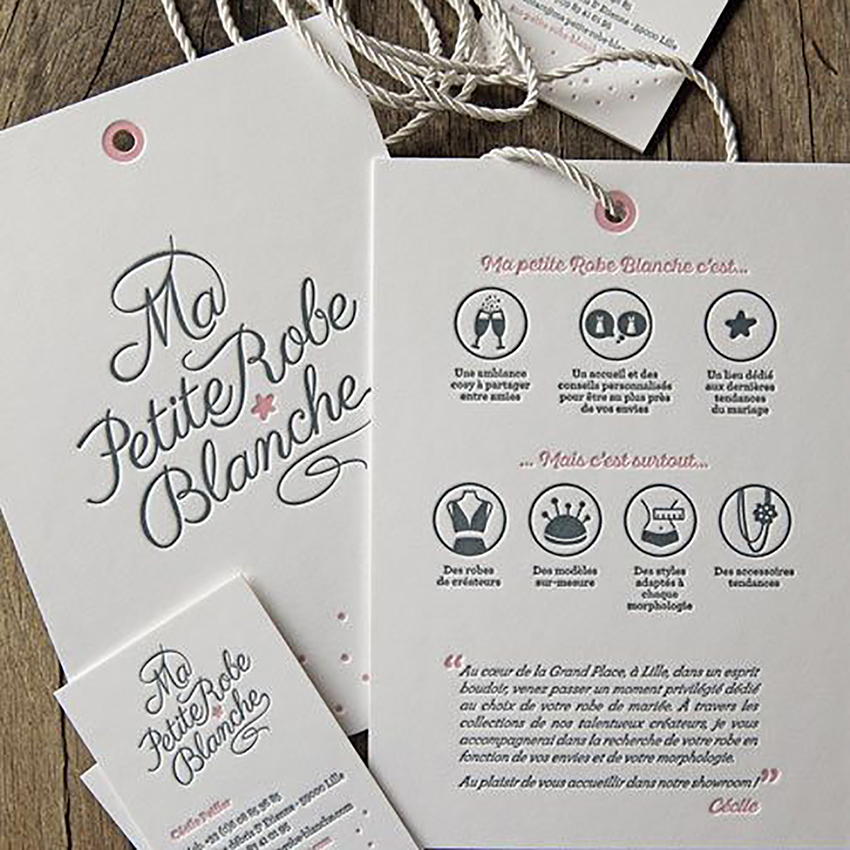 Ma
Petite Robe
Blanche
Ma petite Robe Blanche c'est...
Une ambiance
cosy à partager
entre amies
Un accueil et des
conseils personnalisés
pour être au plus près
de vos envies
Un lieu dédié
aux dernières
tendances
du mariage
... Mais c'est surtout...
Des robes
de créateurs
Des modèles
sur-mesure
Des styles
adaptés à
chaque
morphologie
Des accessoires
tendances
“Au cœur de la Grand Place, à Lille, dans un esprit
boudoir, venez passer un moment privilégié dédié
au choix de votre robe de mariée. À travers les
collections de nos talentueux créateurs, je vous
accompagnerai dans la recherche de votre robe en
fonction de vos envies et de votre morphologie.
Au plaisir de vous accueillir dans notre showroom !”
Cécile
Ma
Petite Robe
Blanche
59000 Lille